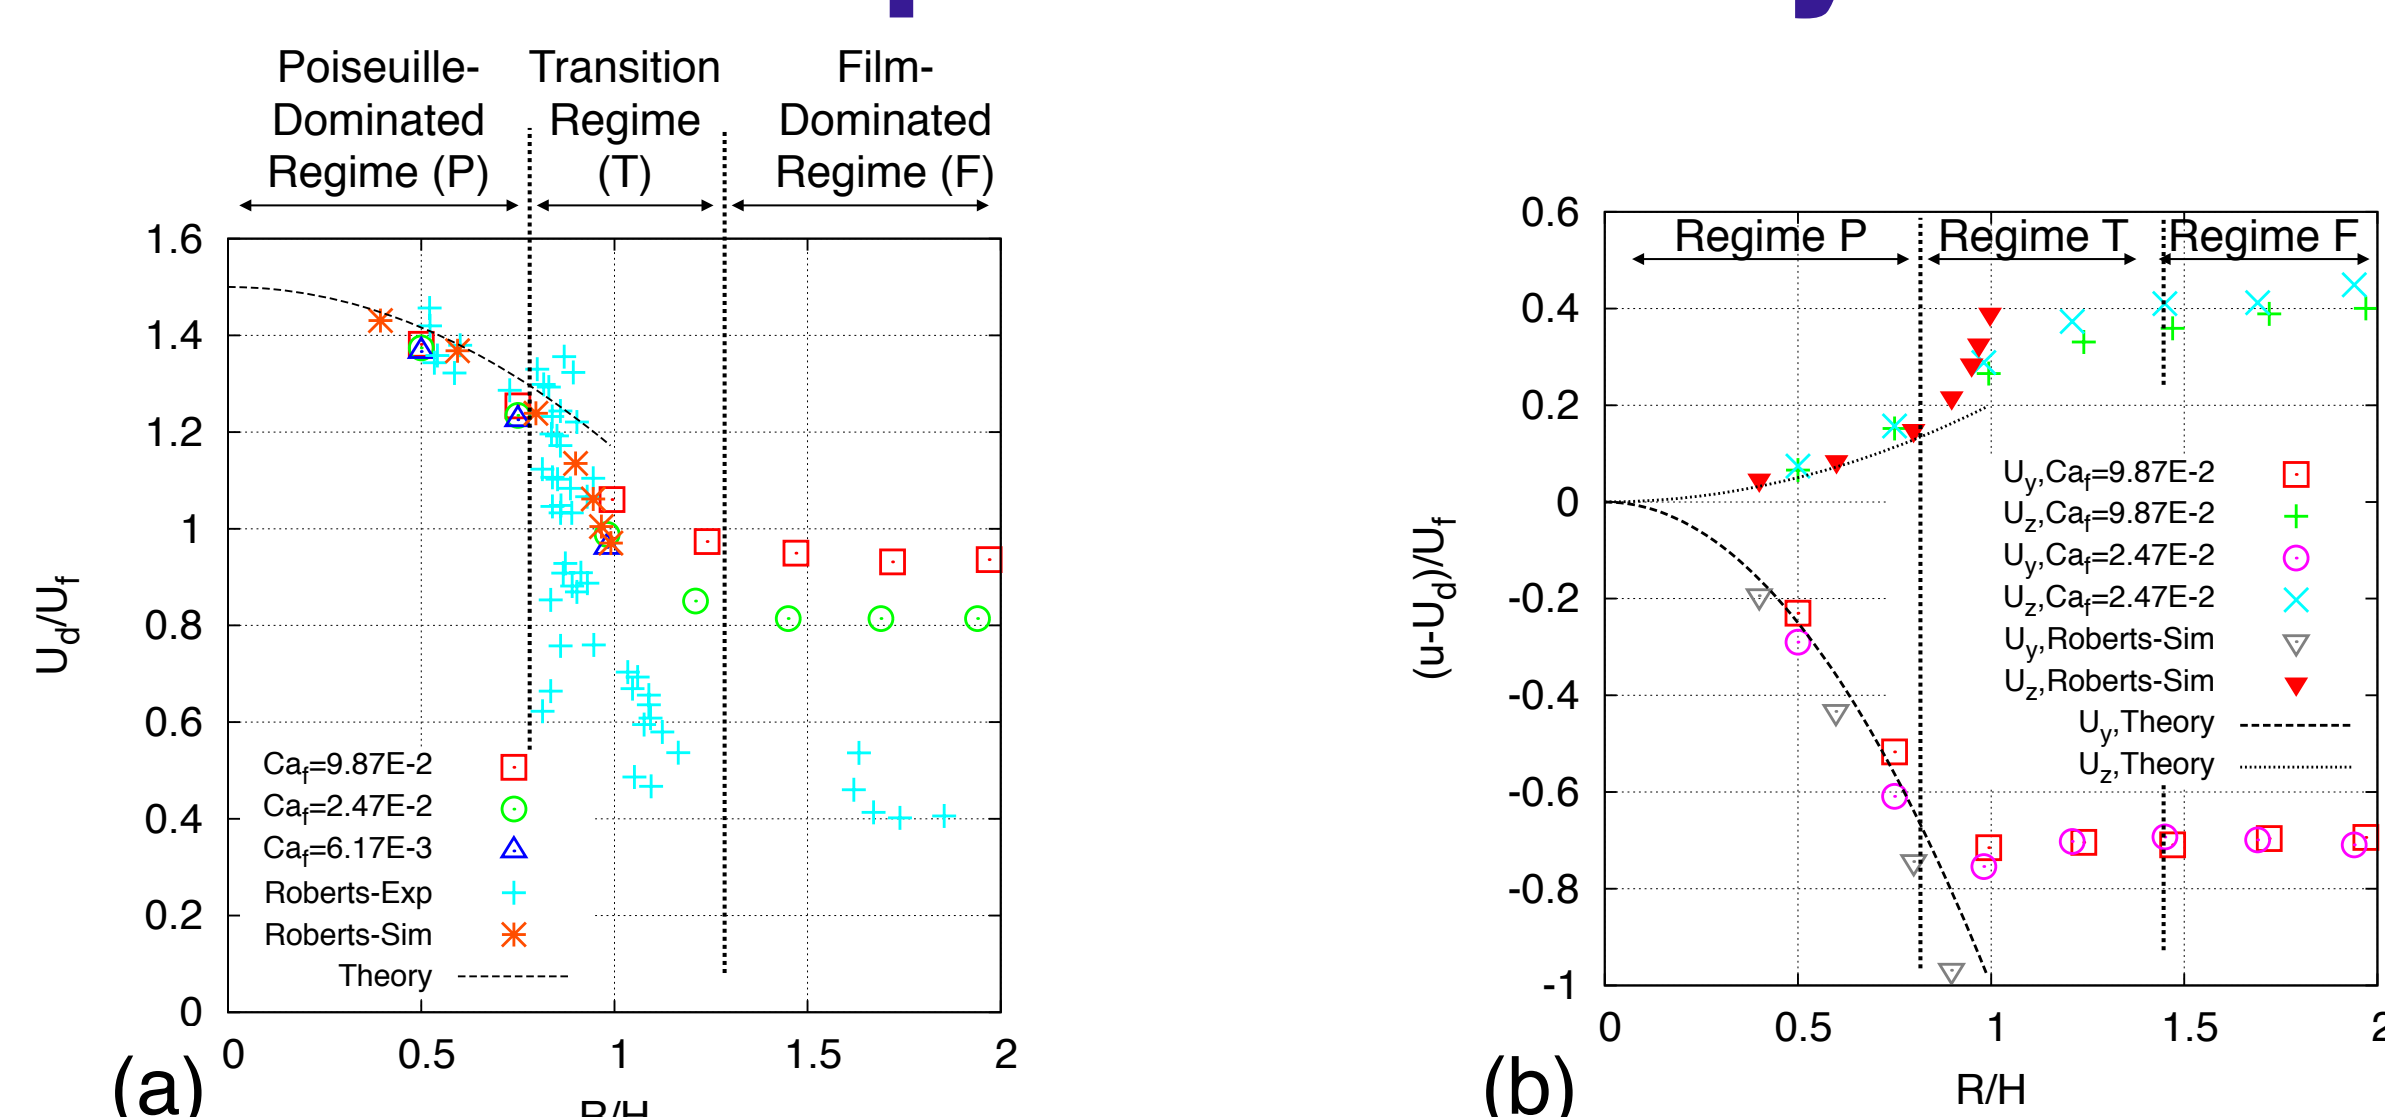 Poiseuille-
Dominated
Regime (P)
Transition
Regime
(T)
Film-
Dominated
Regime (F)
1.6
1.4
1.2
1
0.8
0.6
0.4
0.2
0
U_d/U_f
Ca_f=9.87E-2
Ca_f=2.47E-2
Ca_f=6.17E-3
Roberts-Exp
Roberts-Sim
Theory
0 0.5 1 1.5 2
R/H
(a)
0.6
0.4
0.2
0
-0.2
-0.4
-0.6
-0.8
-1
(u-U_d)/U_f
Regime P Regime T Regime F
U_y,Ca_f=9.87E-2
U_z,Ca_f=9.87E-2
U_y,Ca_f=2.47E-2
U_z,Ca_f=2.47E-2
U_y,Roberts-Sim
U_z,Roberts-Sim
U_y,Theory
U_z,Theory
0 0.5 1 1.5 2
R/H
(b)